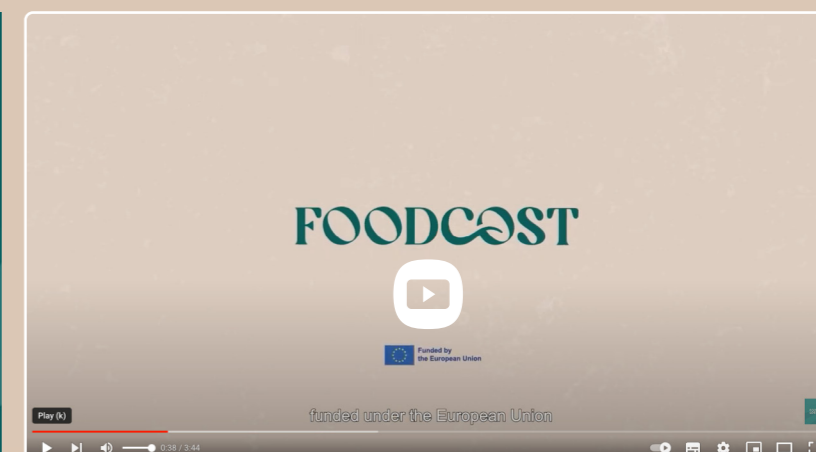 FOODCOST
Funded by
the European Union
Play (k)
funded under the European Union
0:38 / 3:44